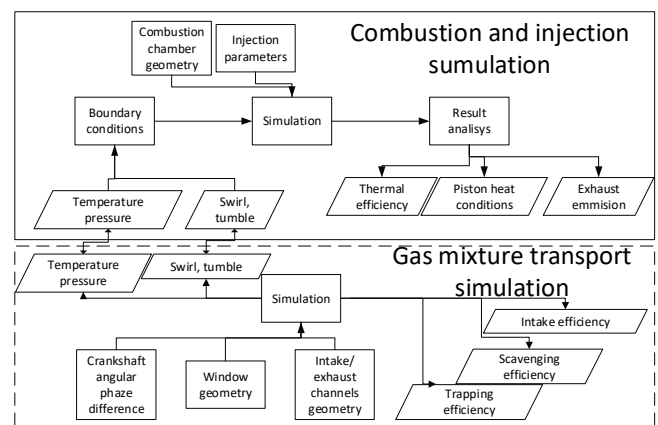 Combustion and injection
sumulation
Combustion
chamber
geometry
Injection
parameters
Boundary
conditions
Simulation
Result
analisys
Temperature
pressure
Swirl,
tumble
Thermal
efficiency
Piston heat
conditions
Exhaust
emmision
Gas mixture transport
simulation
Temperature
pressure
Swirl, tumble
Simulation
Intake efficiency
Crankshaft
angular
phaze
difference
Window
geometry
Intake/
exhaust
channels
geometry
Scavenging
efficiency
Trapping
efficiency